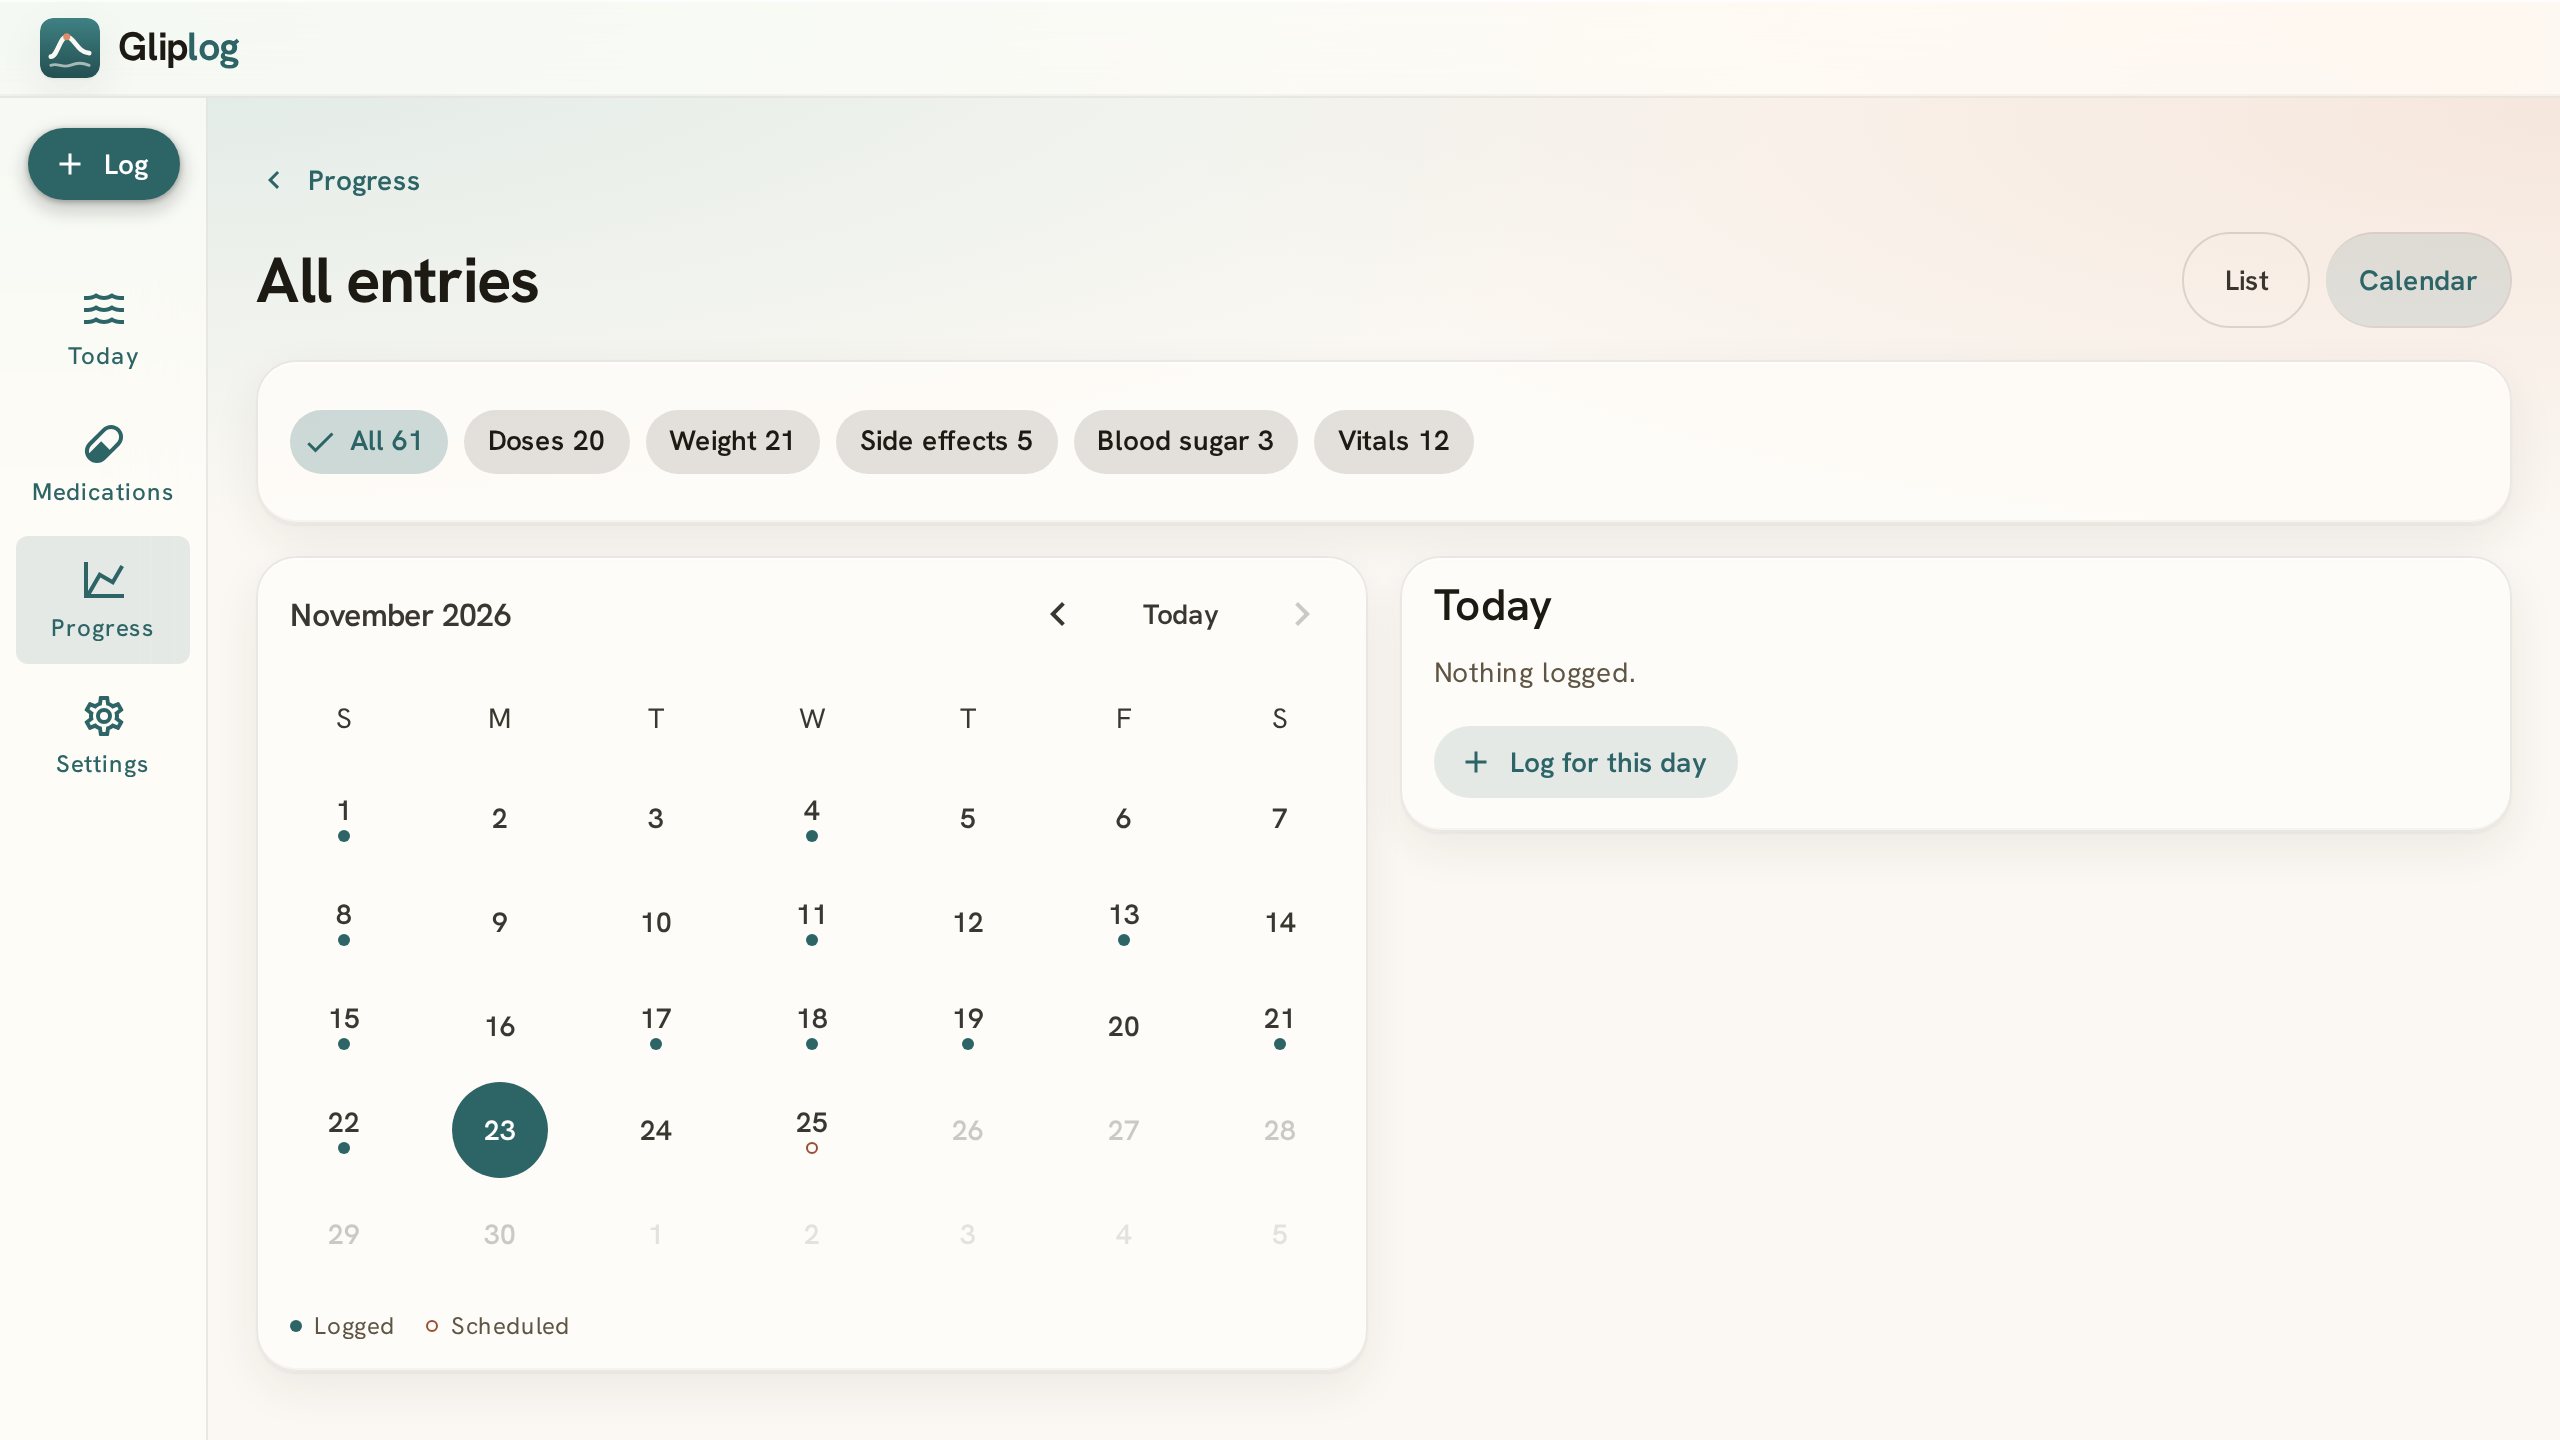 Gliplog
Log
Progress
All entries
List
Calendar
Today
Medications
Progress
Settings
All 61
Doses 20
Weight 21
Side effects 5
Blood sugar 3
Vitals 12
November 2026
Today
S M T W T F S
1 2 3 4 5 6 7
8 9 10 11 12 13 14
15 16 17 18 19 20 21
22 23 24 25 26 27 28
29 30 1 2 3 4 5
Logged
Scheduled
Today
Nothing logged.
Log for this day